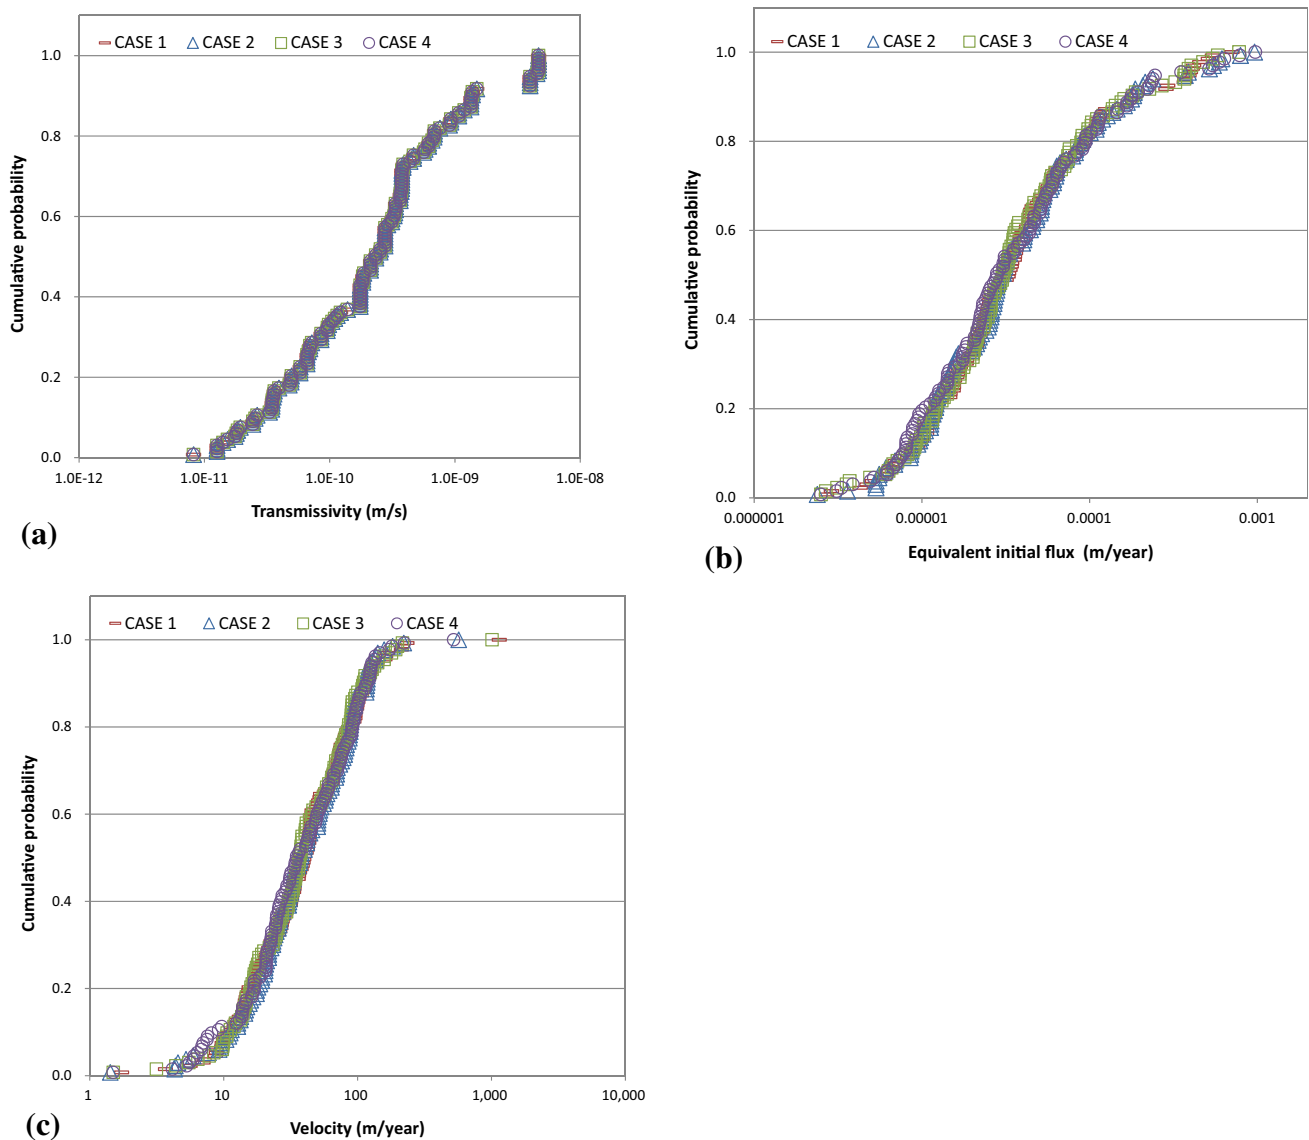 CASE 1 CASE 2 CASE 3 CASE 4
1.0
0.8
0.6
0.4
0.2
0.0
Cumulative probability
1.0E-12 1.0E-11 1.0E-10 1.0E-09 1.0E-08
Transmissivity (m/s)
(a)
CASE 1 CASE 2 CASE 3 CASE 4
1.0
0.8
0.6
0.4
0.2
0.0
Cumulative probability
0.000001 0.00001 0.0001 0.001
Equivalent initial flux (m/year)
(b)
CASE 1 CASE 2 CASE 3 CASE 4
1.0
0.8
0.6
0.4
0.2
0.0
Cumulative probability
1 10 100 1,000 10,000
Velocity (m/year)
(c)